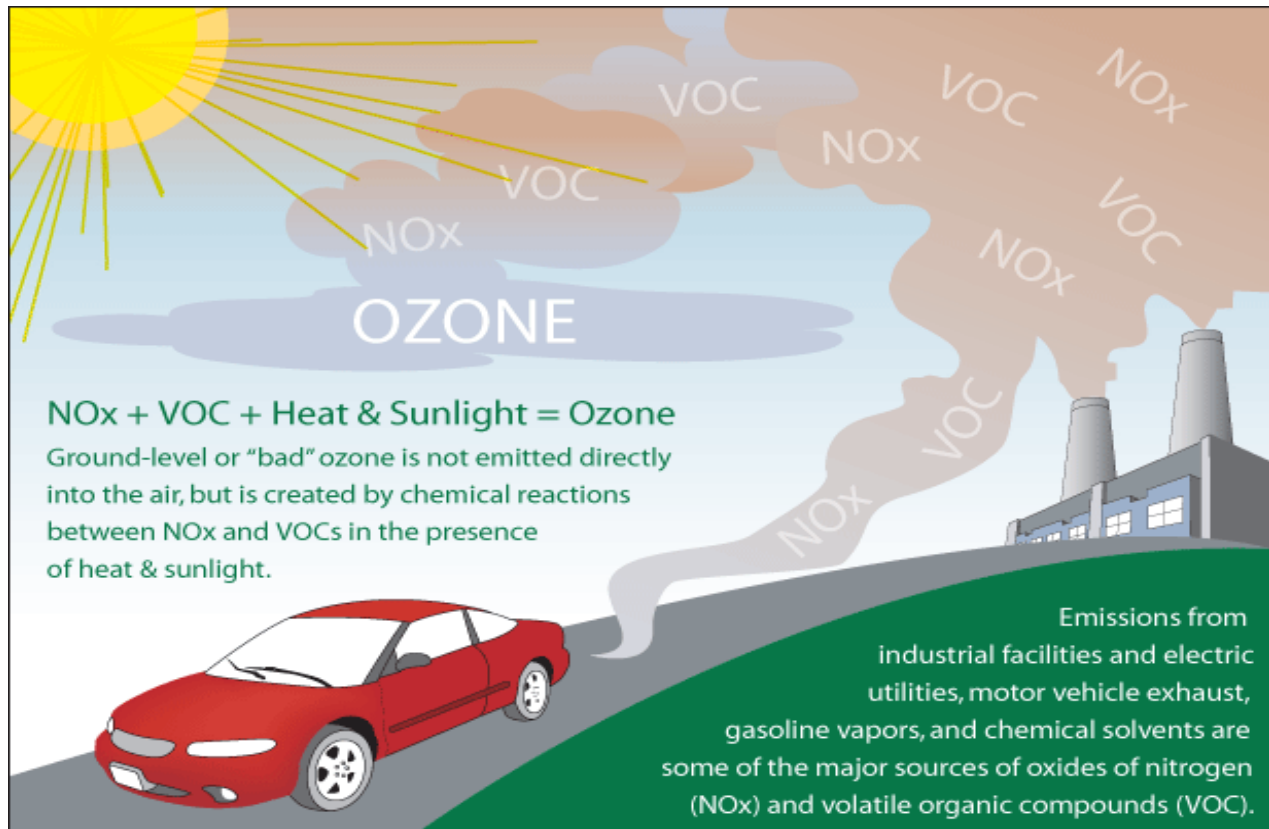 VOC
NOx
VOC
VOC
NOx
VOC
VOC
NOx
NOx
OZONE
VOC
NOx
NOx + VOC + Heat & Sunlight = Ozone
Ground-level or “bad” ozone is not emitted directly
into the air, but is created by chemical reactions
between NOx and VOCs in the presence
of heat & sunlight.
Emissions from
industrial facilities and electric
utilities, motor vehicle exhaust,
gasoline vapors, and chemical solvents are
some of the major sources of oxides of nitrogen
(NOx) and volatile organic compounds (VOC).